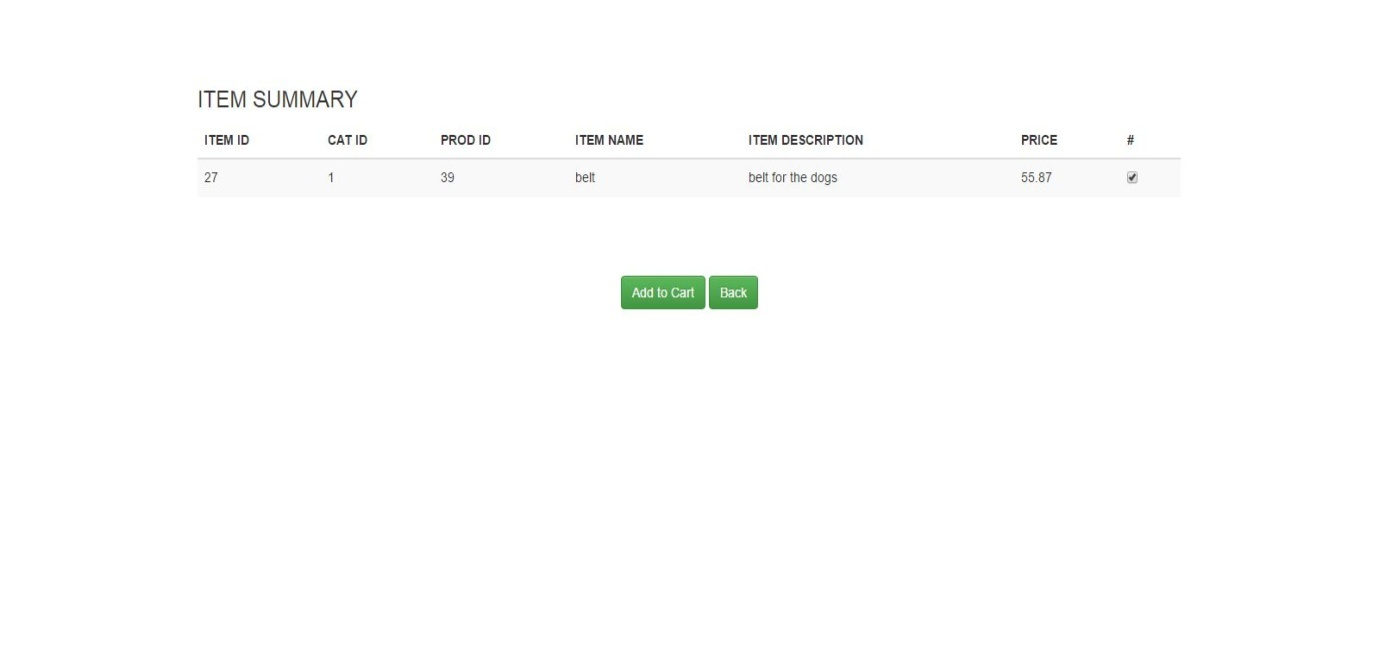 ITEM SUMMARY
ITEM ID CAT ID PROD ID ITEM NAME ITEM DESCRIPTION PRICE #
27 1 39 belt belt for the dogs 55.87
Add to Cart Back